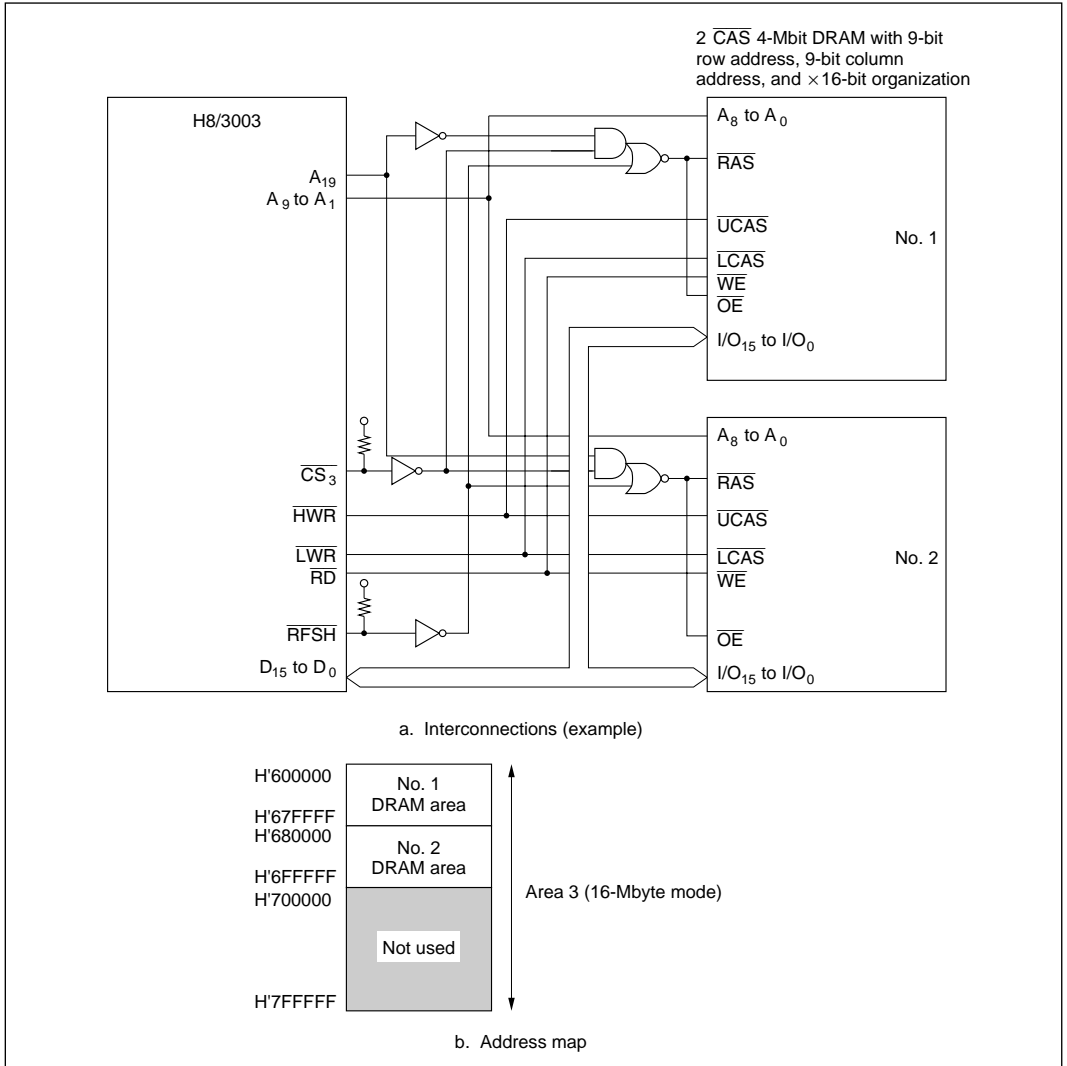 2 CAS 4-Mbit DRAM with 9-bit
row address, 9-bit column
address, and ×16-bit organization
H8/3003
A19
A9 to A1
CS3
HWR
LWR
RD
RFSH
D15 to D0
A8 to A0
RAS
UCAS
No. 1
LCAS
WE
OE
I/O15 to I/O0
A8 to A0
RAS
UCAS
LCAS
No. 2
WE
OE
I/O15 to I/O0
a. Interconnections (example)
H'600000
No. 1
DRAM area
H'67FFFF
H'680000
No. 2
DRAM area
H'6FFFFF
H'700000
Area 3 (16-Mbyte mode)
Not used
H'7FFFFF
b. Address map